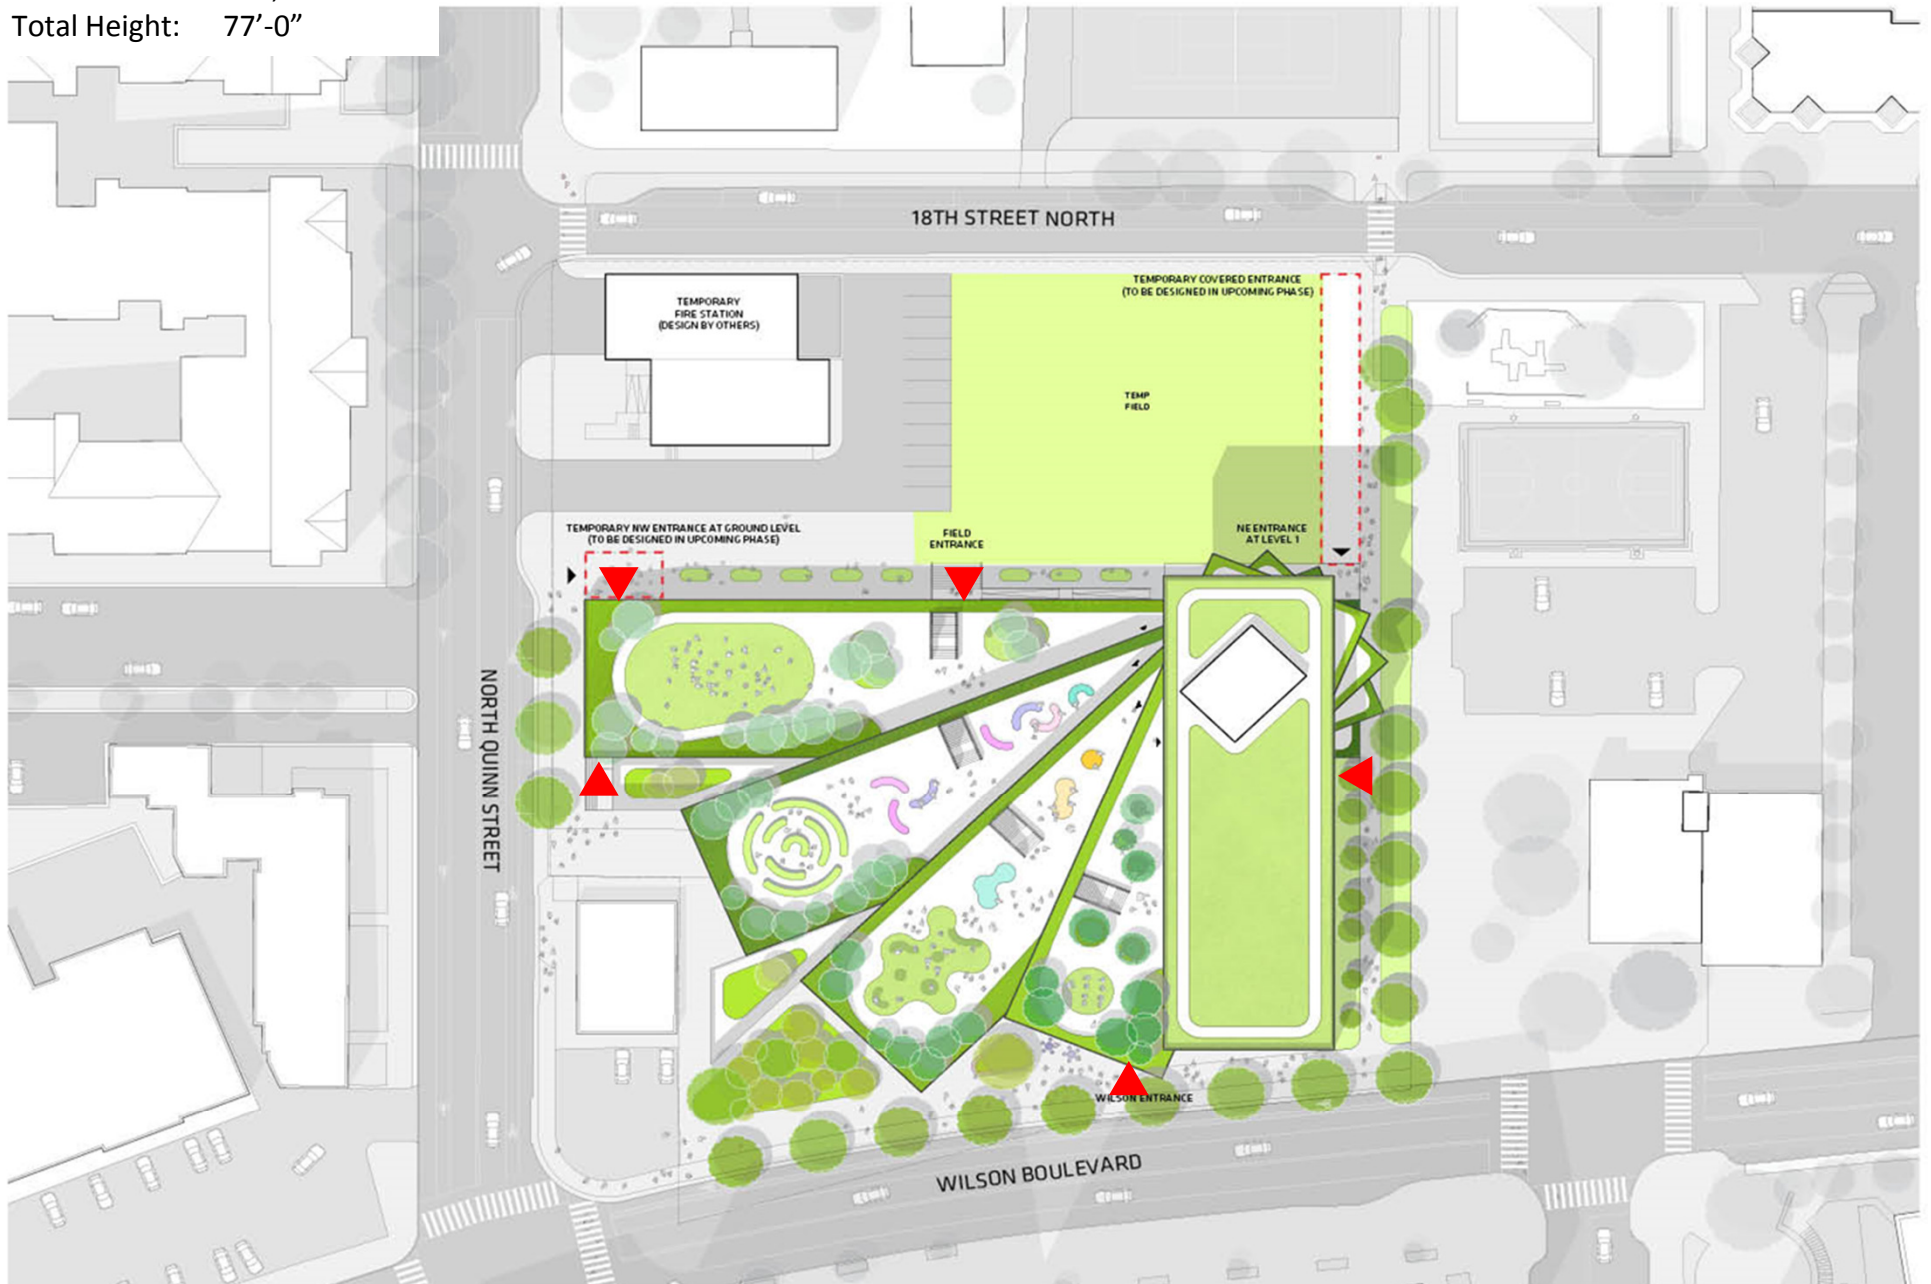 Total Height: 77’-0”
18TH STREET NORTH
TEMPORARY COVERED ENTRANCE
(TO BE DESIGNED IN UPCOMING PHASE)
TEMPORARY
FIRE STATION
(DESIGN BY OTHERS)
TEMP
FIELD
TEMPORARY NW ENTRANCE AT GROUND LEVEL
(TO BE DESIGNED IN UPCOMING PHASE)
FIELD
ENTRANCE
NE ENTRANCE
AT LEVEL 1
NORTH QUINN STREET
WILSON ENTRANCE
WILSON BOULEVARD